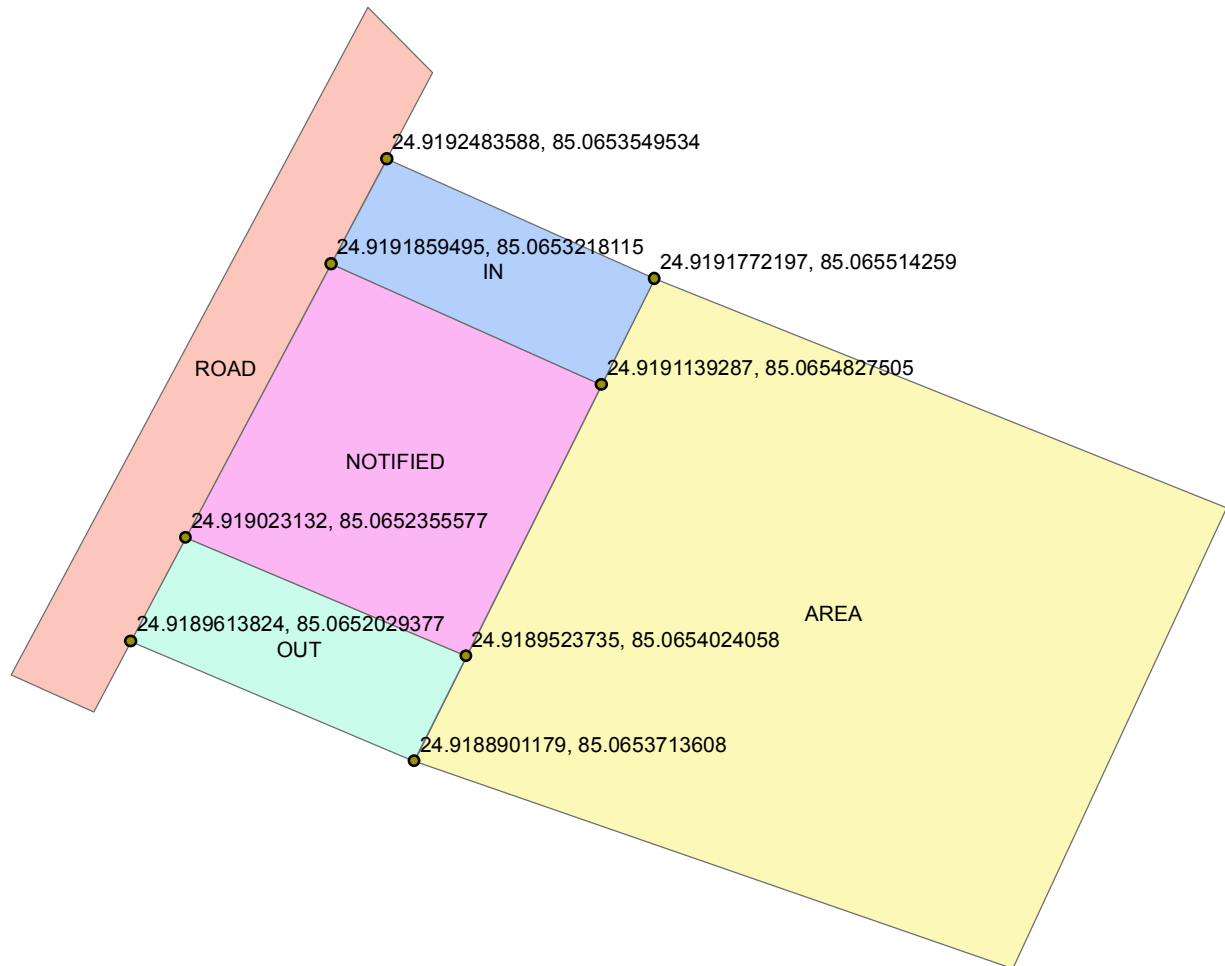 24.9192483588, 85.0653549534
24.9191859495, 85.0653218115
IN
24.9191772197, 85.065514259
ROAD
24.9191139287, 85.0654827505
NOTIFIED
24.919023132, 85.0652355577
AREA
24.9189613824, 85.0652029377
OUT
24.9189523735, 85.0654024058
24.9188901179, 85.0653713608